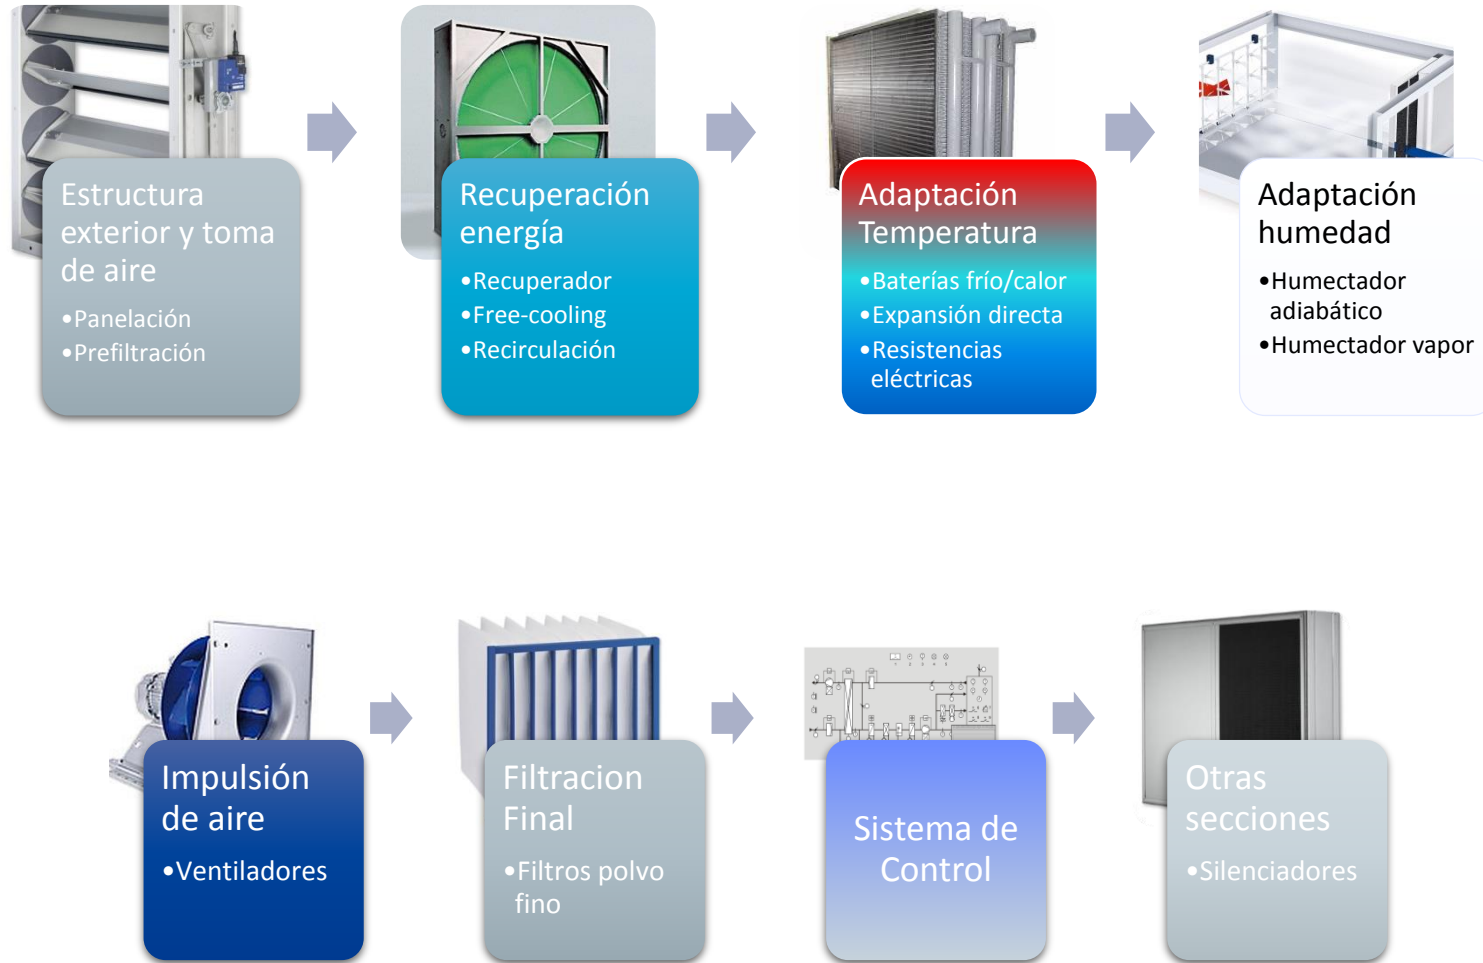 Estructura
exterior y toma
de aire
•Panelación
•Prefiltración
Recuperación
energía
•Recuperador
•Free-cooling
•Recirculación
Adaptación
Temperatura
•Baterías frío/calor
•Expansión directa
•Resistencias
eléctricas
Adaptación
humedad
•Humectador
adiabático
•Humectador vapor
Impulsión
de aire
•Ventiladores
Filtracion
Final
•Filtros polvo
fino
Sistema de
Control
Otras
secciones
•Silenciadores